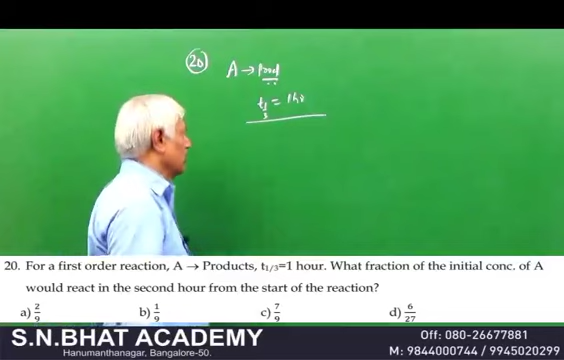 20
A → Prod
t 1/3 = 1 hr
20. For a first order reaction, A → Products, t₁/₃=1 hour. What fraction of the initial conc. of A
would react in the second hour from the start of the reaction?
a) 2/9 b) 1/9 c) 7/9 d) 6/27
S.N.BHAT ACADEMY
Hanumanthanagar, Bangalore-50.
Off: 080-26677881
M: 9844000744 / 9945020299